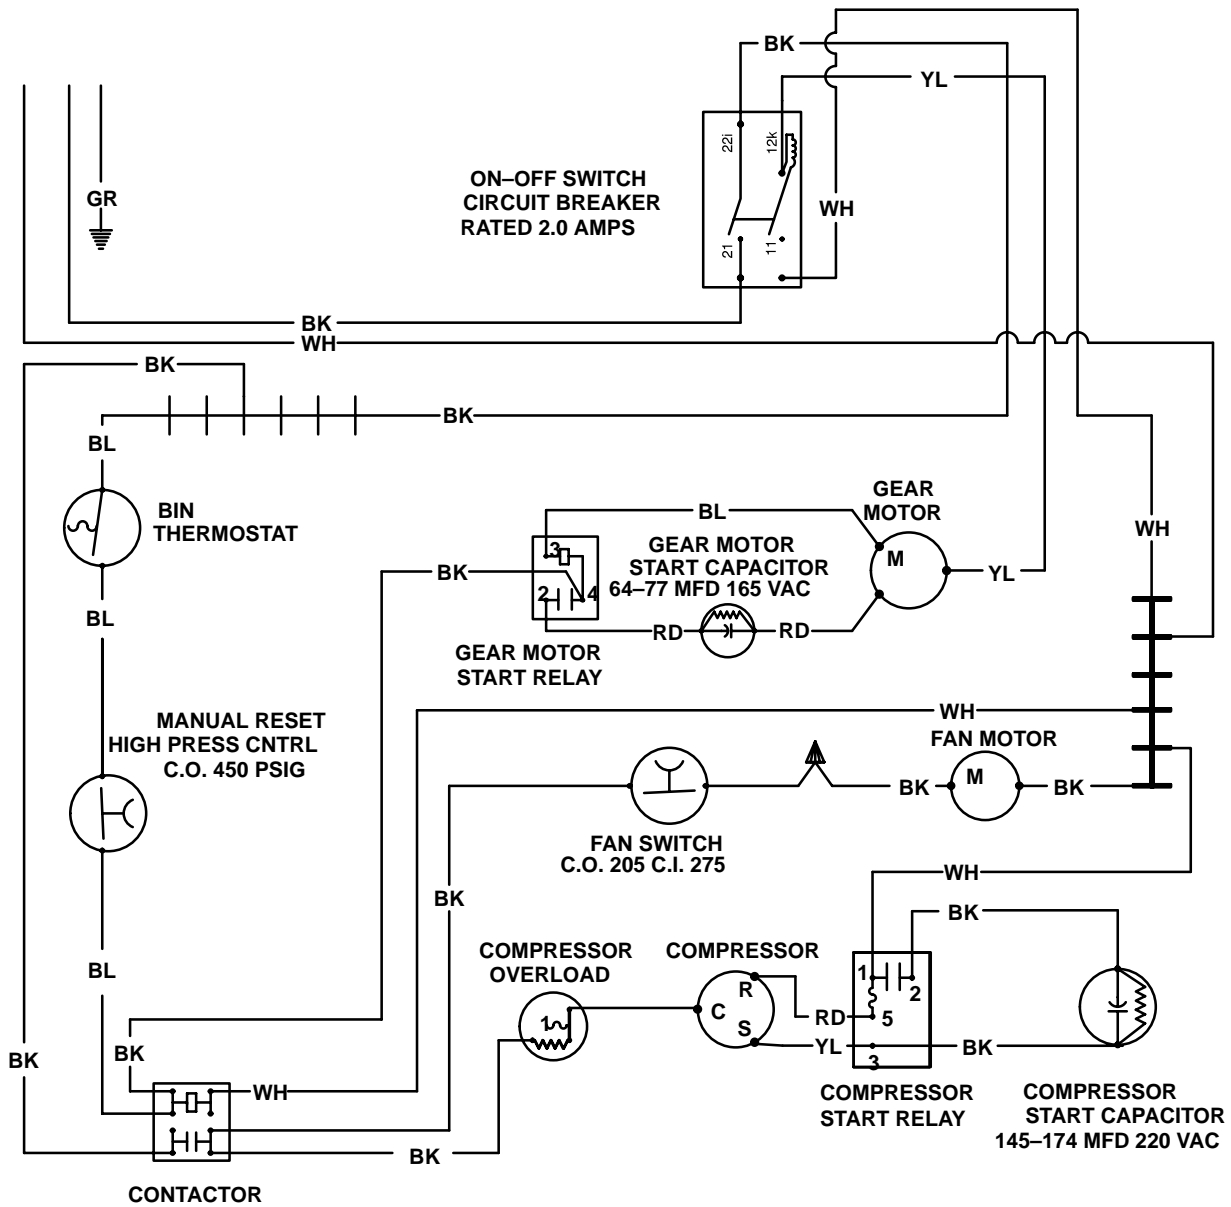 BK
YL
22i
12k
GR
ON–OFF SWITCH
CIRCUIT BREAKER
RATED 2.0 AMPS
WH
21
11
BK
WH
BK
BK
BL
BIN
THERMOSTAT
GEAR
MOTOR
BL
WH
3
GEAR MOTOR
START CAPACITOR
64–77 MFD 165 VAC
M
BK
YL
2
4
BL
RD
RD
GEAR MOTOR
START RELAY
WH
MANUAL RESET
HIGH PRESS CNTRL
C.O. 450 PSIG
FAN MOTOR
M
BK
BK
FAN SWITCH
C.O. 205 C.I. 275
WH
BK
BK
COMPRESSOR
OVERLOAD
COMPRESSOR
BL
1
2
R
C
S
1
RD
5
YL
3
BK
BK
BK
WH
COMPRESSOR
START RELAY
COMPRESSOR
START CAPACITOR
145–174 MFD 220 VAC
BK
CONTACTOR